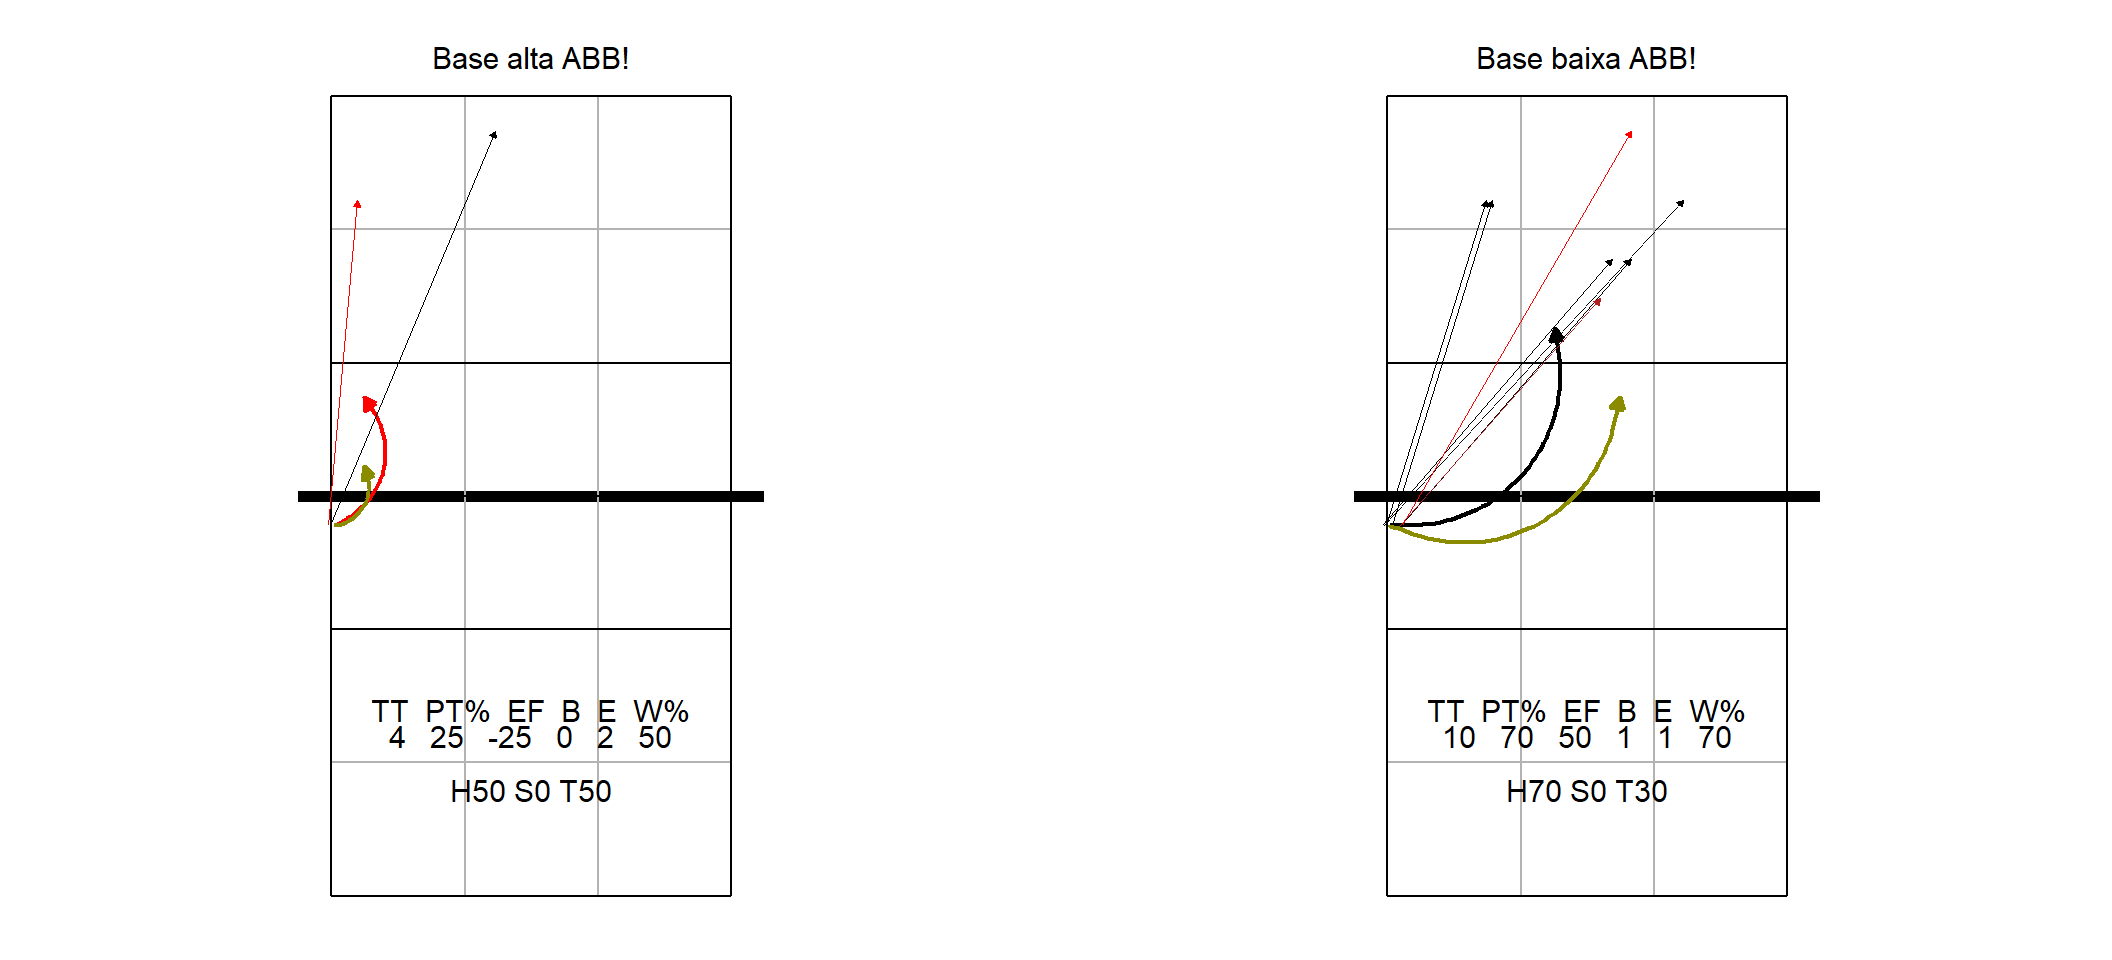 Base alta ABB!
TT PT% EF B E W%
4 25 -25 0 2 50
H50 S0 T50
Base baixa ABB!
TT PT% EF B E W%
10 70 50 1 1 70
H70 S0 T30